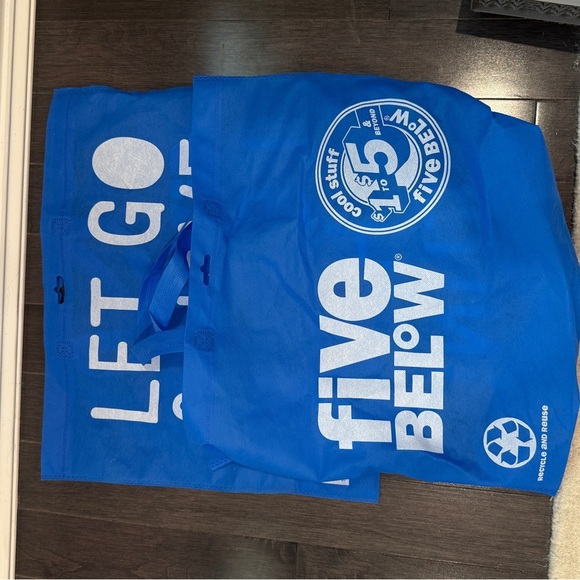 LET GO
five
BELOW®
cool stuff
$1 TO $5 & BEYOND
five BELOW®
RECYCLE AND REUSE